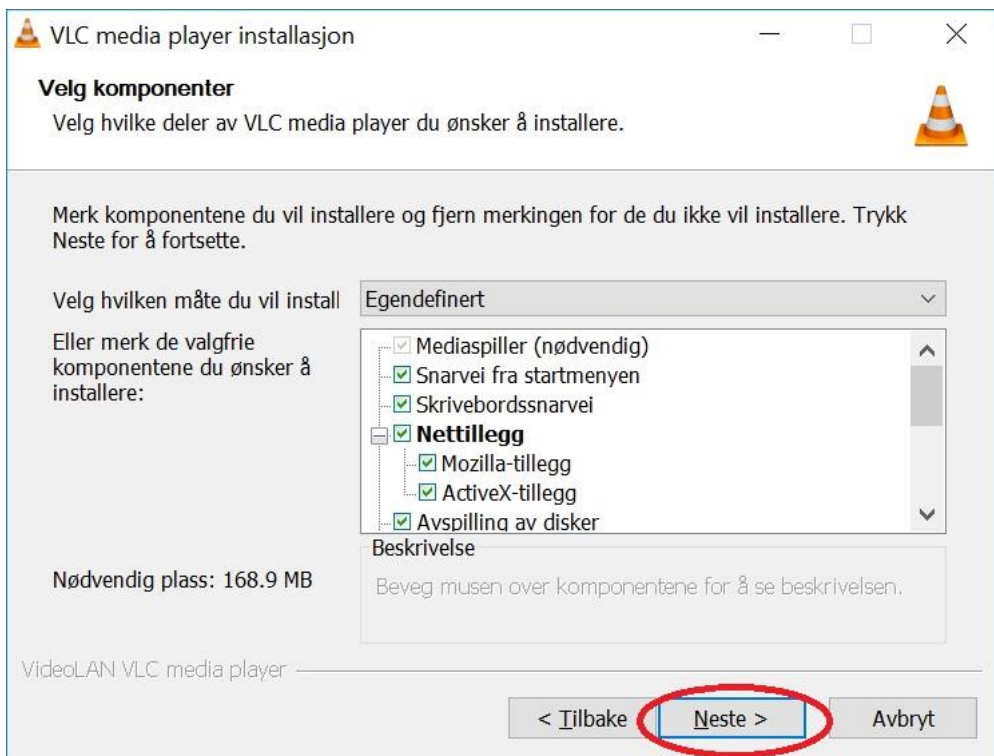 VLC media player installasjon
Velg komponenter
Velg hvilke deler av VLC media player du ønsker å installere.
Merk komponentene du vil installere og fjern merkingen for de du ikke vil installere. Trykk
Neste for å fortsette.
Velg hvilken måte du vil install
Egendefinert
Eller merk de valgfrie
komponentene du ønsker å
installere:
Mediaspiller (nødvendig)
Snarvei fra startmenyen
Skrivebordssnarvei
Nettillegg
Mozilla-tillegg
ActiveX-tillegg
Avspilling av disker
Nødvendig plass: 168.9 MB
Beskrivelse
Beveg musen over komponentene for å se beskrivelsen.
VideoLAN VLC media player
< Tilbake
Neste >
Avbryt